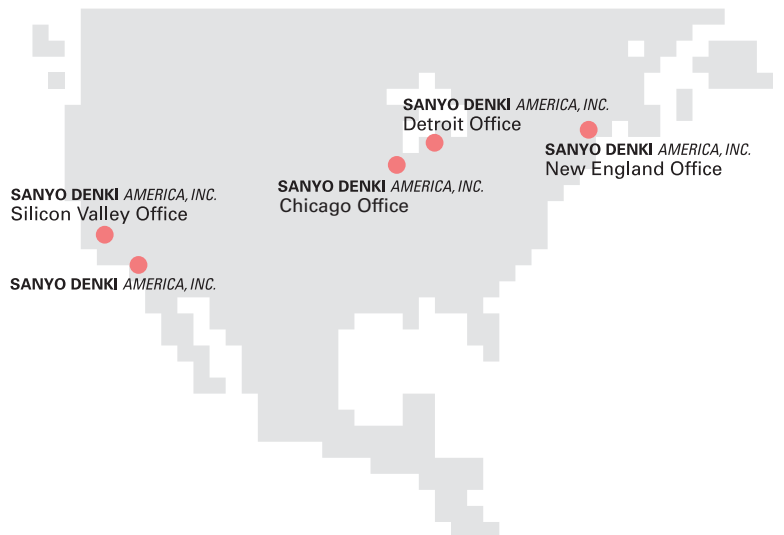 SANYO DENKI AMERICA, INC.
Detroit Office
SANYO DENKI AMERICA, INC.
New England Office
SANYO DENKI AMERICA, INC.
Chicago Office
SANYO DENKI AMERICA, INC.
Silicon Valley Office
SANYO DENKI AMERICA, INC.